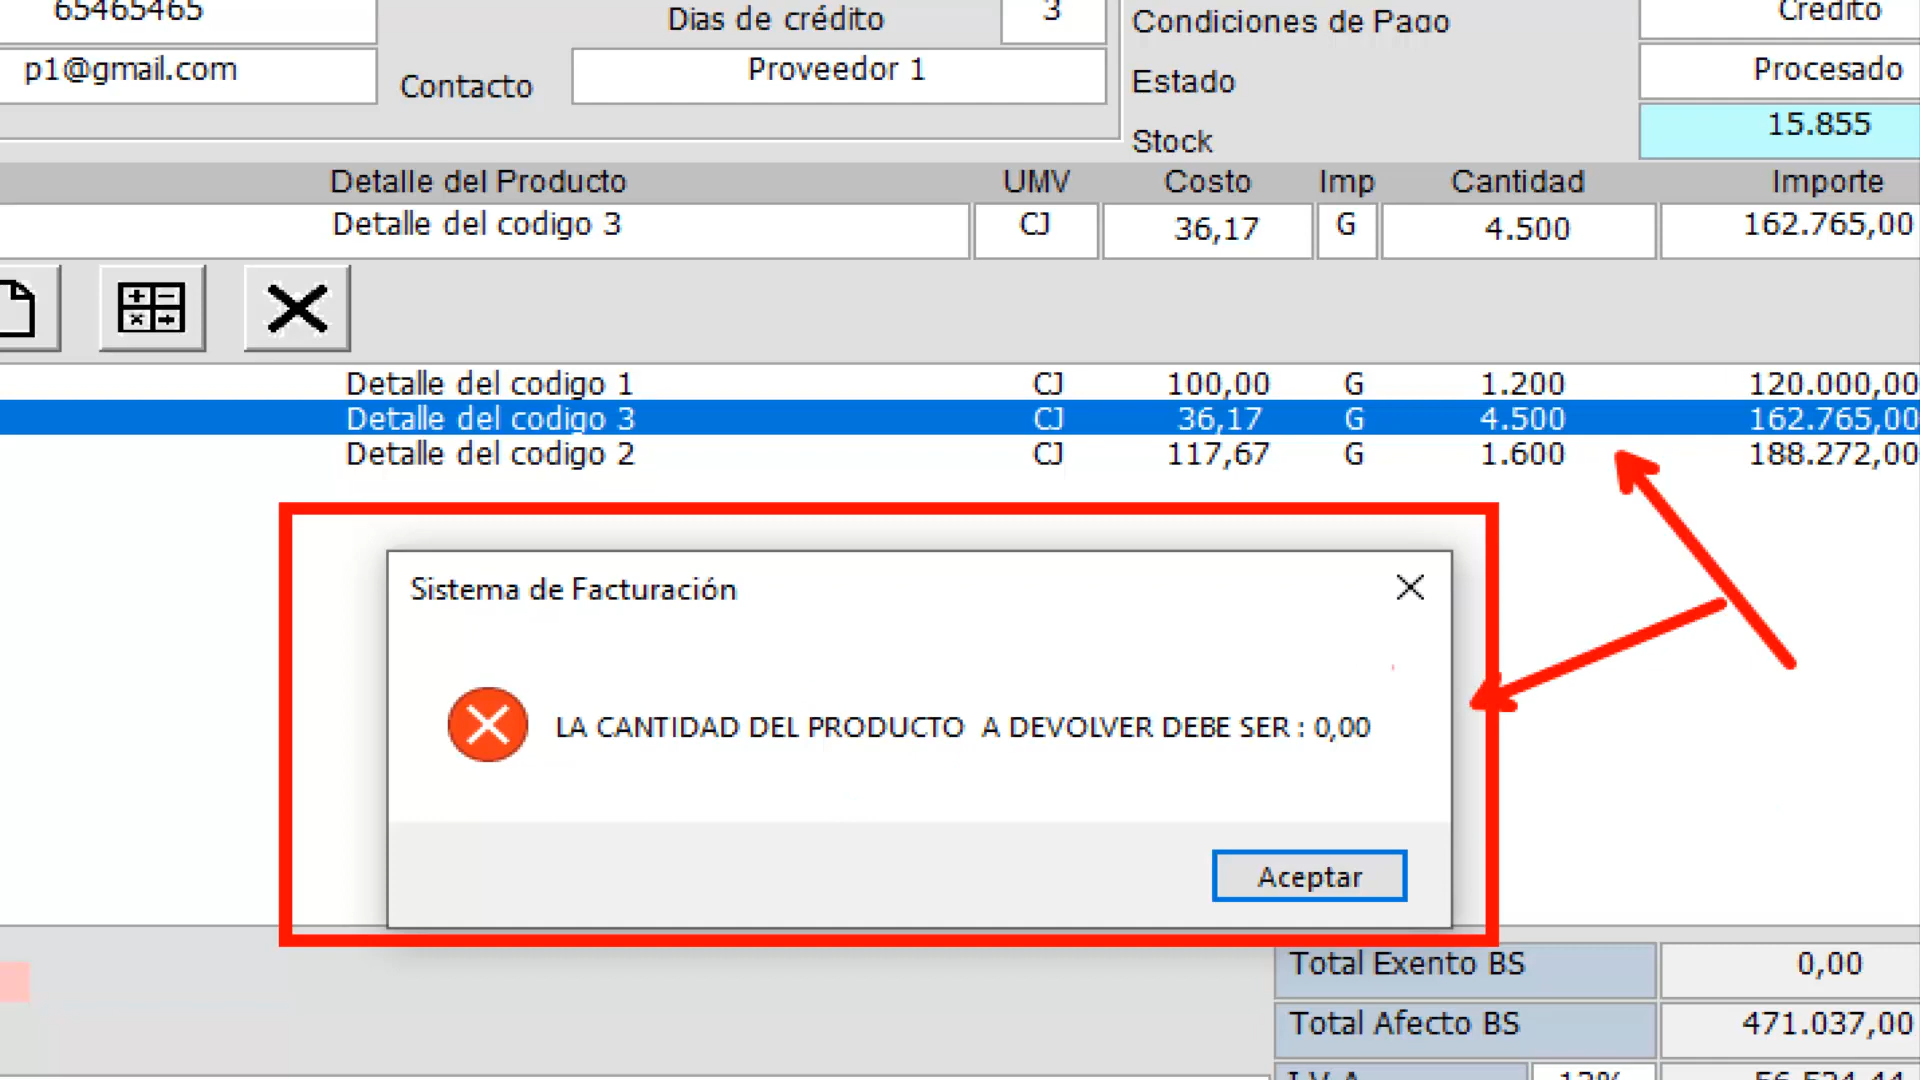 65465465 Dias de crédito 3 Condiciones de Pago Crédito
p1@gmail.com Contacto Proveedor 1 Estado Procesado
Stock 15.855
Detalle del Producto UMV Costo Imp Cantidad Importe
Detalle del codigo 3 CJ 36,17 G 4.500 162.765,00
Detalle del codigo 1 CJ 100,00 G 1.200 120.000,00
Detalle del codigo 3 CJ 36,17 G 4.500 162.765,00
Detalle del codigo 2 CJ 117,67 G 1.600 188.272,00
Sistema de Facturación
LA CANTIDAD DEL PRODUCTO A DEVOLVER DEBE SER : 0,00
Aceptar
Total Exento BS 0,00
Total Afecto BS 471.037,00
I.V.A 12% 56.524,44